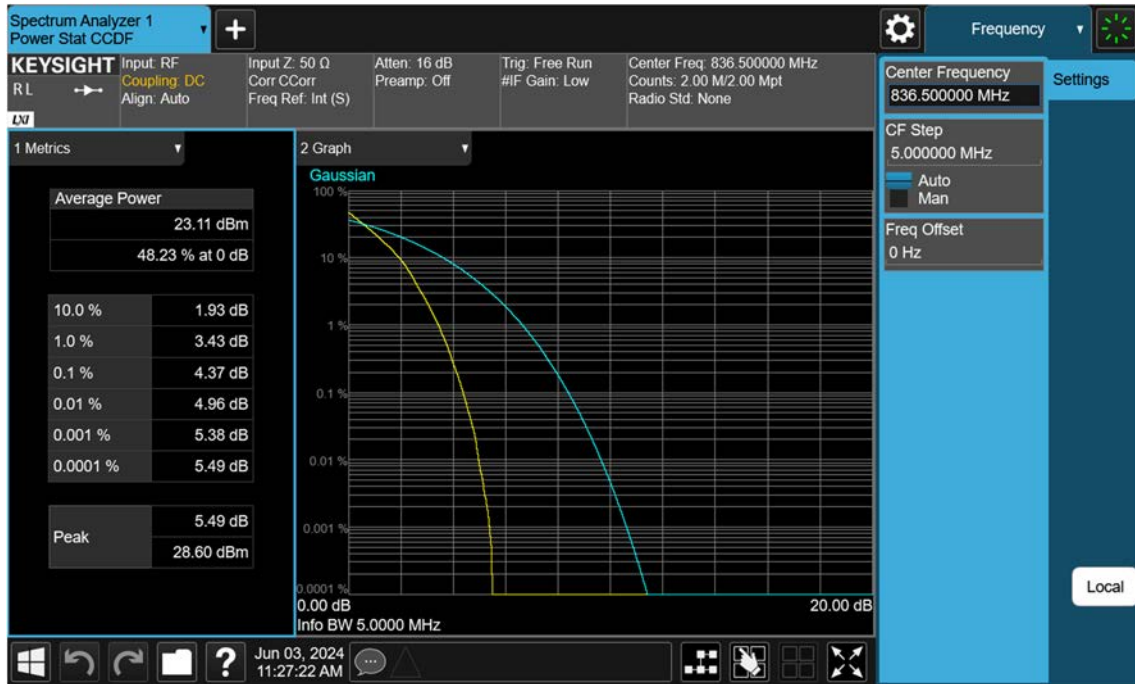 Spectrum Analyzer 1
Power Stat CCDF
Frequency
KEYSIGHT
RL
LXI
Input: RF
Coupling: DC
Align: Auto
Input Z: 50 Ω
Corr CCorr
Freq Ref: Int (S)
Atten: 16 dB
Preamp: Off
Trig: Free Run
#IF Gain: Low
Center Freq: 836.500000 MHz
Counts: 2.00 M/2.00 Mpt
Radio Std: None
Center Frequency
836.500000 MHz
Settings
CF Step
5.000000 MHz
Auto
Man
Freq Offset
0 Hz
1 Metrics
Average Power
23.11 dBm
48.23 % at 0 dB
10.0 % 1.93 dB
1.0 % 3.43 dB
0.1 % 4.37 dB
0.01 % 4.96 dB
0.001 % 5.38 dB
0.0001 % 5.49 dB
Peak
5.49 dB
28.60 dBm
2 Graph
Gaussian
100 %
10 %
1 %
0.1 %
0.01 %
0.001 %
0.0001 %
0.00 dB 20.00 dB
Info BW 5.0000 MHz
Local
?
Jun 03, 2024
11:27:22 AM